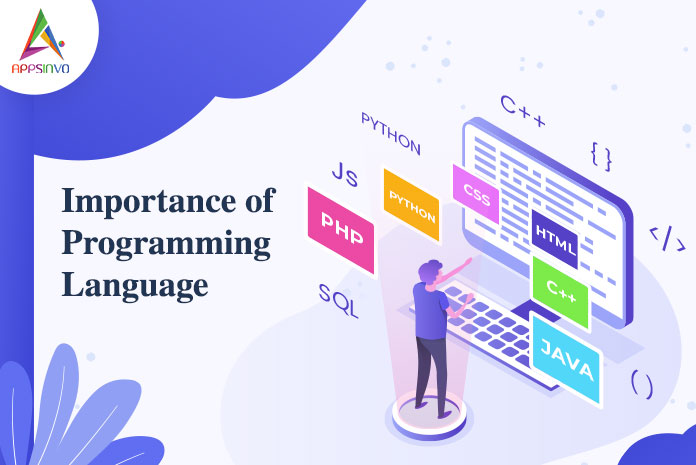 APPSINVO
Importance of
Programming
Language
C++
PYTHON
{ }
JS
CSS
PYTHON
PHP
HTML
</>
C++
SQL
JAVA
( )